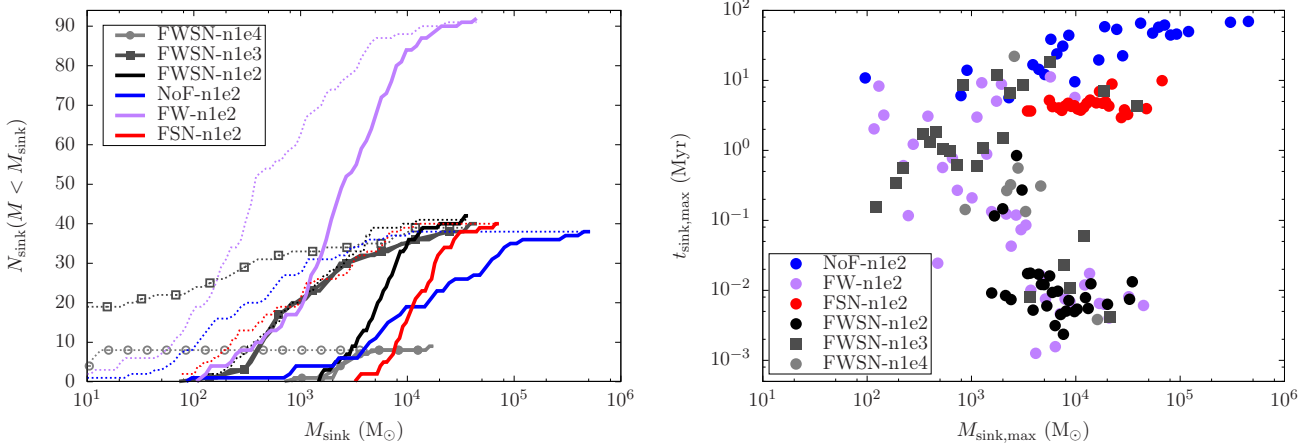 90
80
70
60
50
40
30
20
10
0
N_sink(M < M_sink)
FWSN-n1e4
FWSN-n1e3
FWSN-n1e2
NoF-n1e2
FW-n1e2
FSN-n1e2
10^1 10^2 10^3 10^4 10^5 10^6
M_sink (M_⊙)
10^2
10^1
10^0
10^−1
10^−2
10^−3
t_sink,max (Myr)
NoF-n1e2
FW-n1e2
FSN-n1e2
FWSN-n1e2
FWSN-n1e3
FWSN-n1e4
10^1 10^2 10^3 10^4 10^5 10^6
M_sink,max (M_⊙)